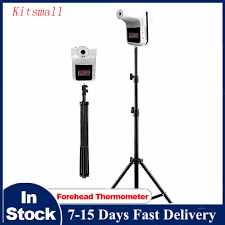 Kitsmall
Forehead Thermometer
In
Stock
7-15 Days Fast Delivery